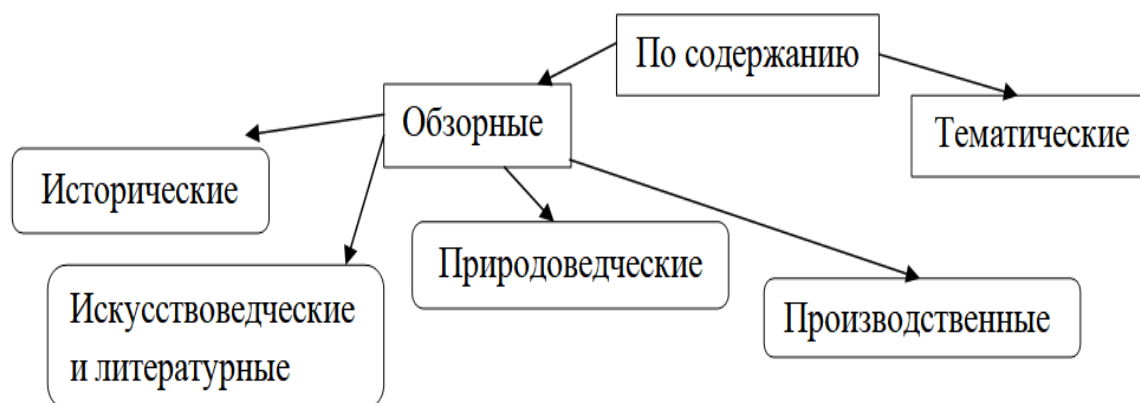 По содержанию
Обзорные
Тематические
Исторические
Природоведческие
Искусствоведческие
и литературные
Производственные